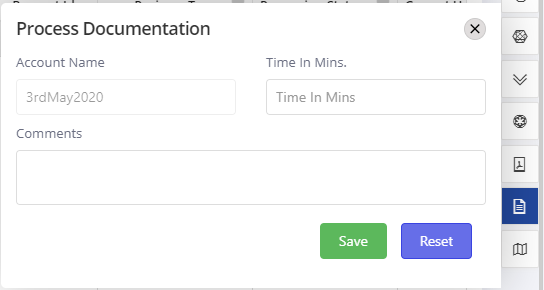 Process Documentation
Account Name
Time In Mins.
3rdMay2020
Time In Mins
Comments
Save
Reset